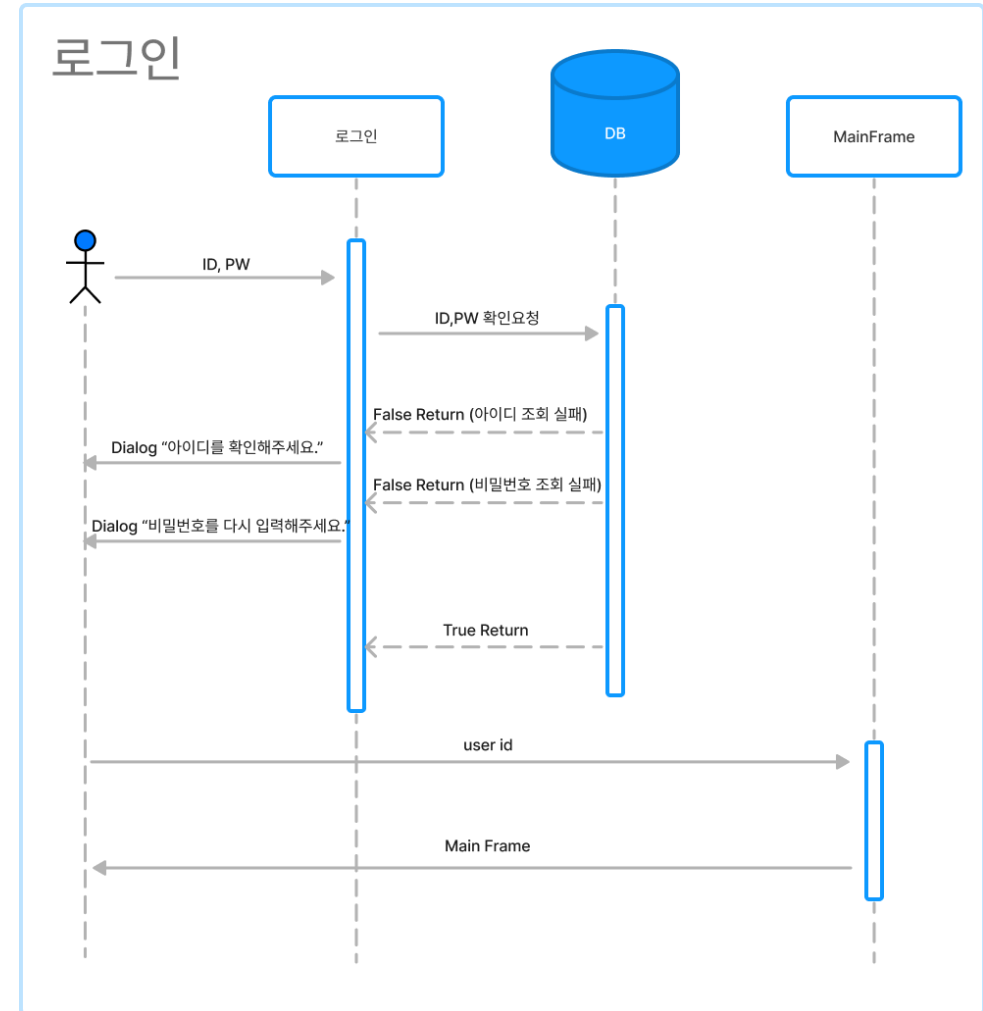 로그인
로그인
DB
MainFrame
ID, PW
ID,PW 확인요청
False Return (아이디 조회 실패)
Dialog “아이디를 확인해주세요.”
False Return (비밀번호 조회 실패)
Dialog “비밀번호를 다시 입력해주세요.”
True Return
user id
Main Frame